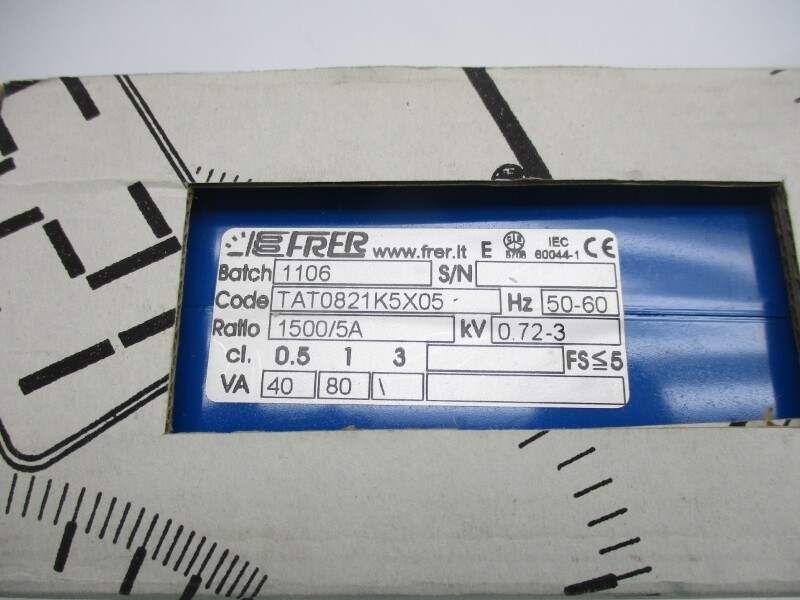 FRER www.frer.it E IEC 60044-1 CE
Batch 1106 S/N
Code TAT0821K5X05 Hz 50-60
Ratio 1500/5A kV 0.72-3
cl. 0.5 1 3 FS≤5
VA 40 80 \